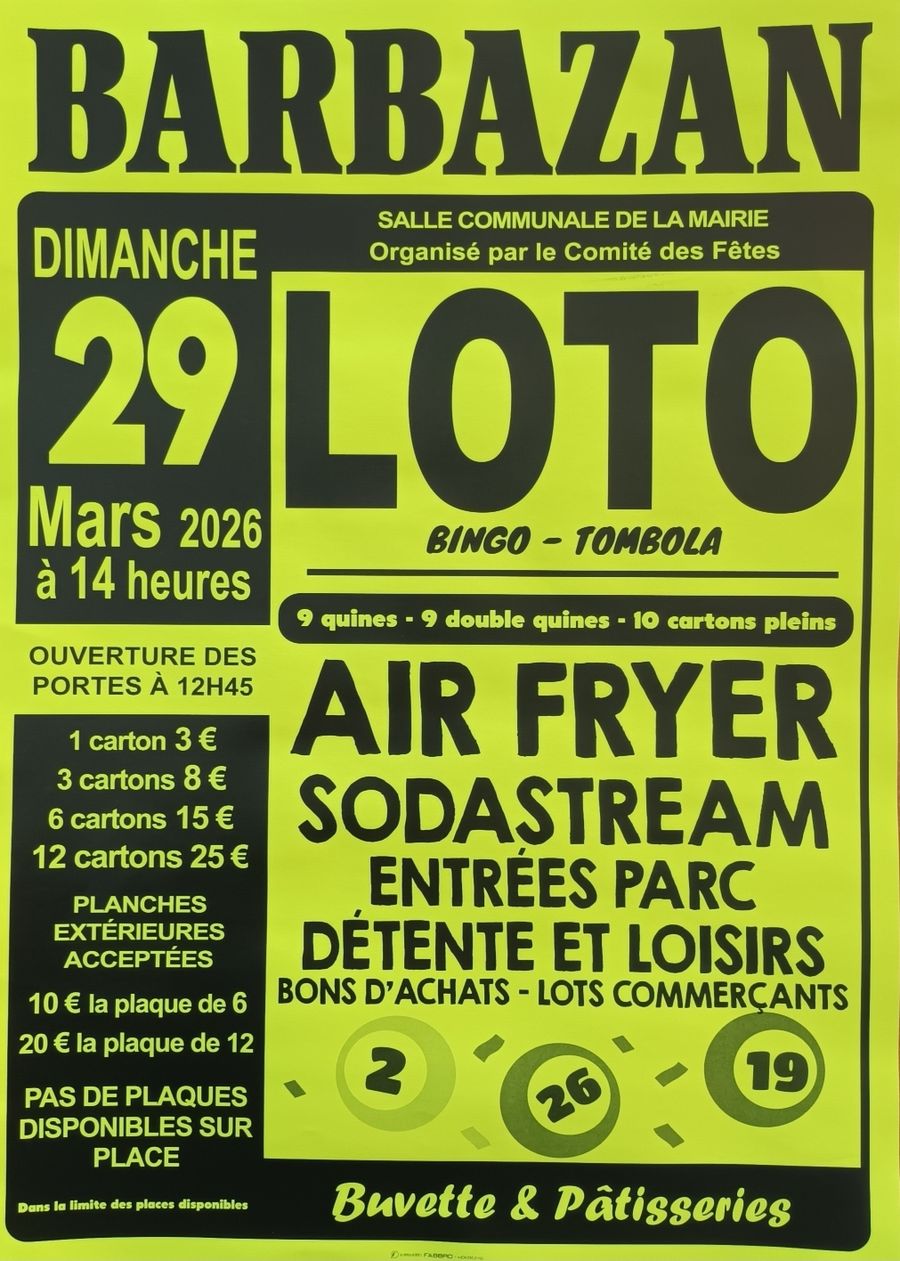 BARBAZAN
SALLE COMMUNALE DE LA MAIRIE
Organisé par le Comité des Fêtes
DIMANCHE
29
Mars 2026
à 14 heures
OUVERTURE DES
PORTES À 12H45
1 carton 3 €
3 cartons 8 €
6 cartons 15 €
12 cartons 25 €
PLANCHES
EXTÉRIEURES
ACCEPTÉES
10 € la plaque de 6
20 € la plaque de 12
PAS DE PLAQUES
DISPONIBLES SUR
PLACE
Dans la limite des places disponibles
LOTO
BINGO - TOMBOLA
9 quines - 9 double quines - 10 cartons pleins
AIR FRYER
SODASTREAM
ENTRÉES PARC
DÉTENTE ET LOISIRS
BONS D'ACHATS - LOTS COMMERÇANTS
2
26
19
Buvette & Pâtisseries